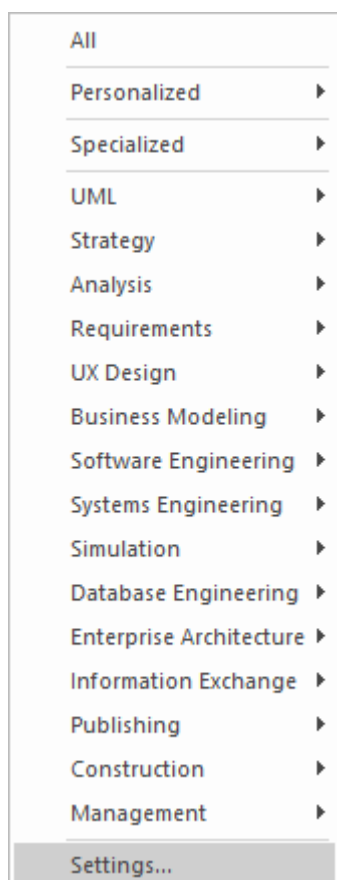 All
Personalized
Specialized
UML
Strategy
Analysis
Requirements
UX Design
Business Modeling
Software Engineering
Systems Engineering
Simulation
Database Engineering
Enterprise Architecture
Information Exchange
Publishing
Construction
Management
Settings...